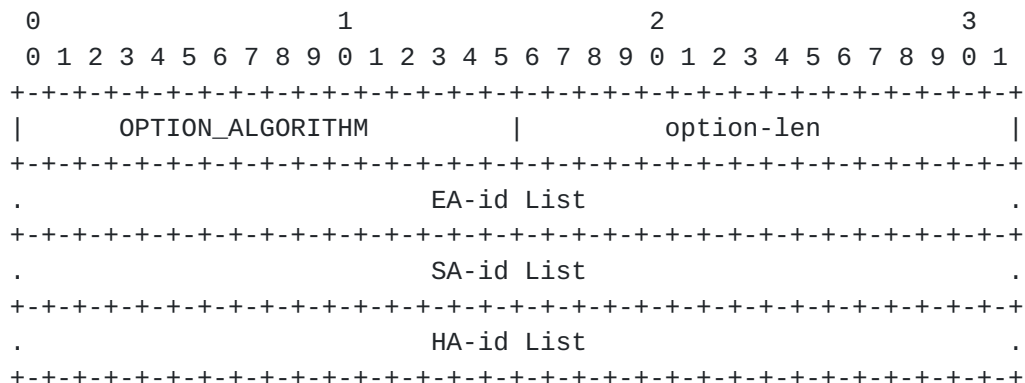 0                   1                   2                   3
0 1 2 3 4 5 6 7 8 9 0 1 2 3 4 5 6 7 8 9 0 1 2 3 4 5 6 7 8 9 0 1
+-+-+-+-+-+-+-+-+-+-+-+-+-+-+-+-+-+-+-+-+-+-+-+-+-+-+-+-+-+-+-+-+
|      OPTION_ALGORITHM         |         option-len            |
+-+-+-+-+-+-+-+-+-+-+-+-+-+-+-+-+-+-+-+-+-+-+-+-+-+-+-+-+-+-+-+-+
.                          EA-id List                           .
+-+-+-+-+-+-+-+-+-+-+-+-+-+-+-+-+-+-+-+-+-+-+-+-+-+-+-+-+-+-+-+-+
.                          SA-id List                           .
+-+-+-+-+-+-+-+-+-+-+-+-+-+-+-+-+-+-+-+-+-+-+-+-+-+-+-+-+-+-+-+-+
.                          HA-id List                           .
+-+-+-+-+-+-+-+-+-+-+-+-+-+-+-+-+-+-+-+-+-+-+-+-+-+-+-+-+-+-+-+-+